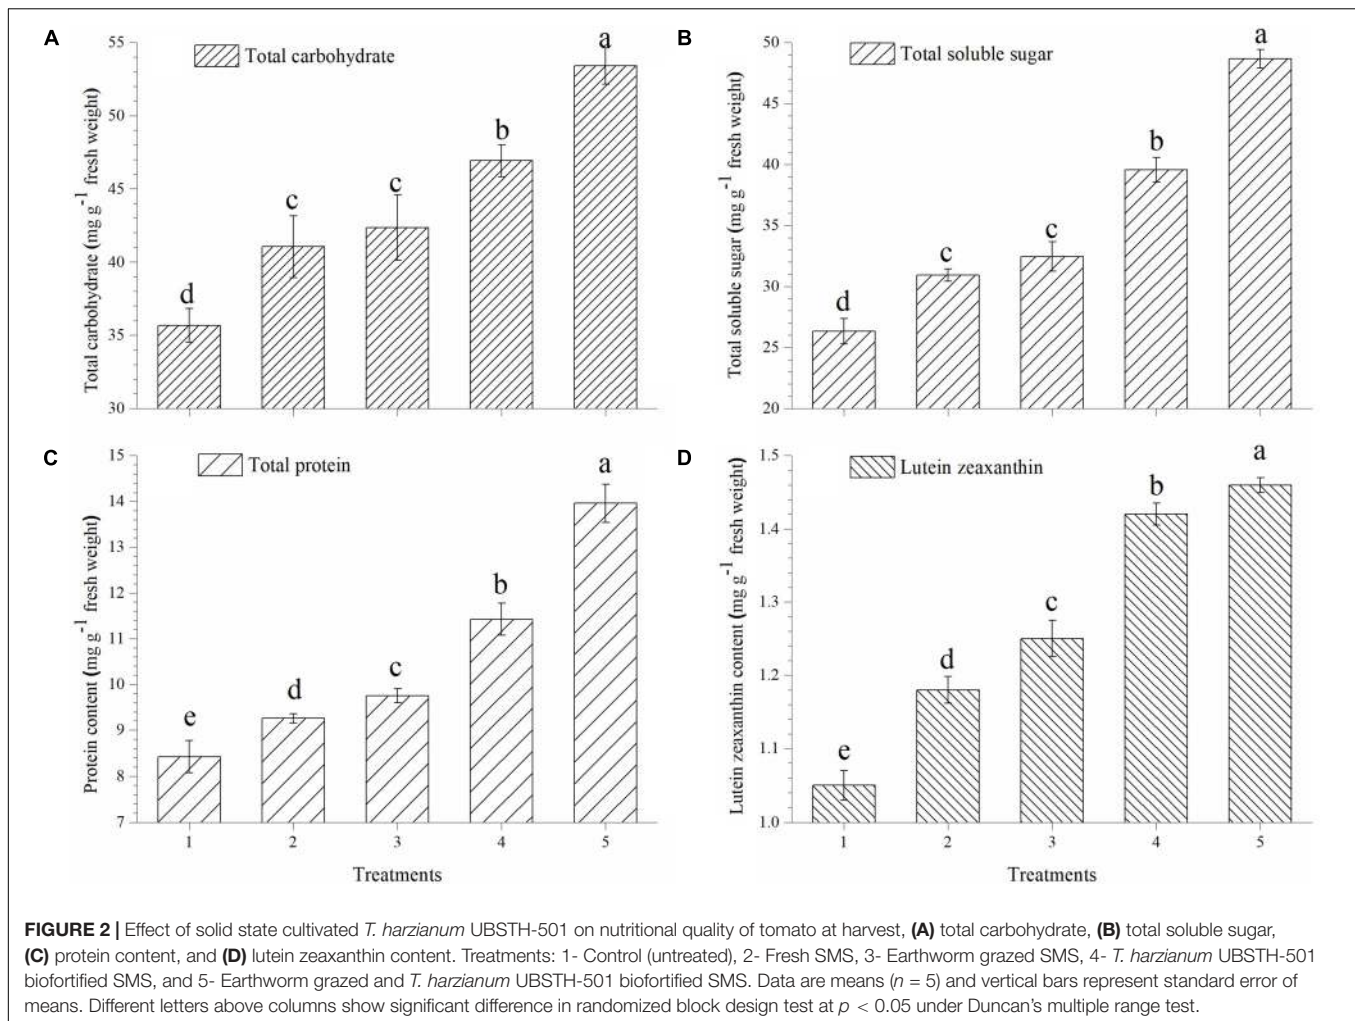 A
Total carbohydrate (mg g-1 fresh weight)
55
50
45
40
35
30
Total carbohydrate
d
c
c
b
a
B
Total soluble sugar (mg g-1 fresh weight)
50
45
40
35
30
25
20
Total soluble sugar
d
c
c
b
a
C
Protein content (mg g-1 fresh weight)
15
14
13
12
11
10
9
8
7
Total protein
e
d
c
b
a
1 2 3 4 5
Treatments
D
Lutein zeaxanthin content (mg g-1 fresh weight)
1.5
1.4
1.3
1.2
1.1
1.0
Lutein zeaxanthin
e
d
c
b
a
1 2 3 4 5
Treatments
FIGURE 2 | Effect of solid state cultivated T. harzianum UBSTH-501 on nutritional quality of tomato at harvest, (A) total carbohydrate, (B) total soluble sugar,
(C) protein content, and (D) lutein zeaxanthin content. Treatments: 1- Control (untreated), 2- Fresh SMS, 3- Earthworm grazed SMS, 4- T. harzianum UBSTH-501
biofortified SMS, and 5- Earthworm grazed and T. harzianum UBSTH-501 biofortified SMS. Data are means (n = 5) and vertical bars represent standard error of
means. Different letters above columns show significant difference in randomized block design test at p < 0.05 under Duncan's multiple range test.